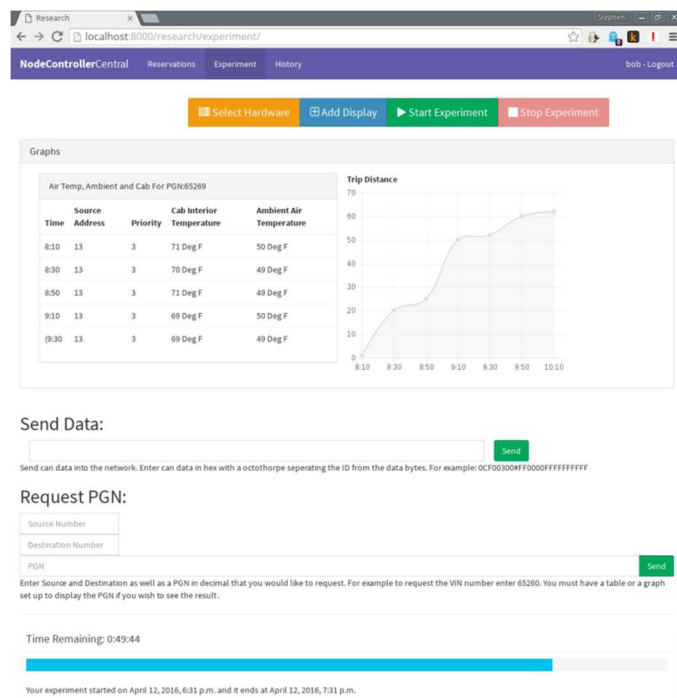 Research
Stephen
localhost:8000/research/experiment/
NodeControllerCentral Reservations Experiment History bob - Logout
Select Hardware Add Display Start Experiment Stop Experiment
Graphs
Air Temp, Ambient and Cab For PGN:65269
Time Source Address Priority Cab Interior Temperature Ambient Air Temperature
8:10 13 3 71 Deg F 50 Deg F
8:30 13 3 70 Deg F 49 Deg F
8:50 13 3 71 Deg F 49 Deg F
9:10 13 3 69 Deg F 50 Deg F
(9:30 13 3 69 Deg F 49 Deg F
Trip Distance
70
60
50
40
30
20
10
0
8:10 8:30 8:50 9:10 9:30 9:50 10:10
Send Data:
Send
Send can data into the network. Enter can data in hex with a octothorpe seperating the ID from the data bytes. For example: 0CF00300#FF0000FFFFFFFFFF
Request PGN:
Source Number
Destination Number
PGN Send
Enter Source and Destination as well as a PGN in decimal that you would like to request. For example to request the VIN number enter 65260. You must have a table or a graph
set up to display the PGN if you wish to see the result.
Time Remaining: 0:49:44
Your experiment started on April 12, 2016, 6:31 p.m. and it ends at April 12, 2016, 7:31 p.m.